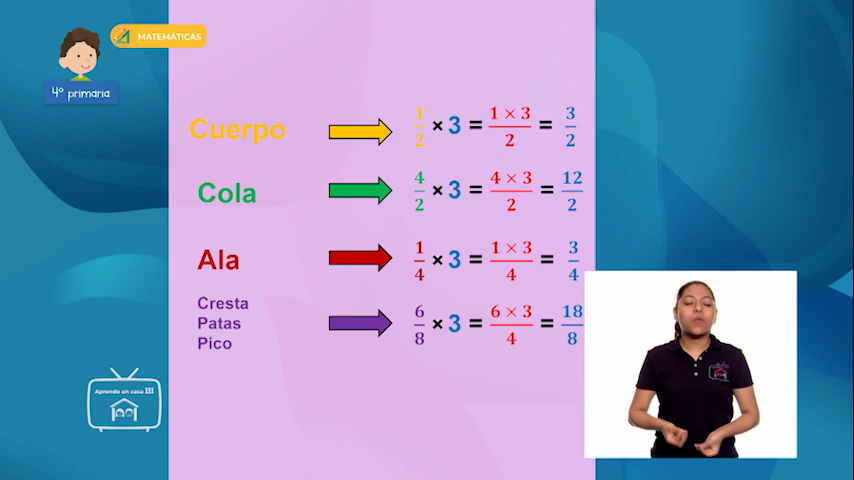 MATEMÁTICAS
4º primaria
Cuerpo 1/2 × 3 = 1 × 3/2 = 3/2
Cola 4/2 × 3 = 4 × 3/2 = 12/2
Ala 1/4 × 3 = 1 × 3/4 = 3/4
Cresta
Patas 6/8 × 3 = 6 × 3/4 = 18/8
Pico
Aprende en casa III